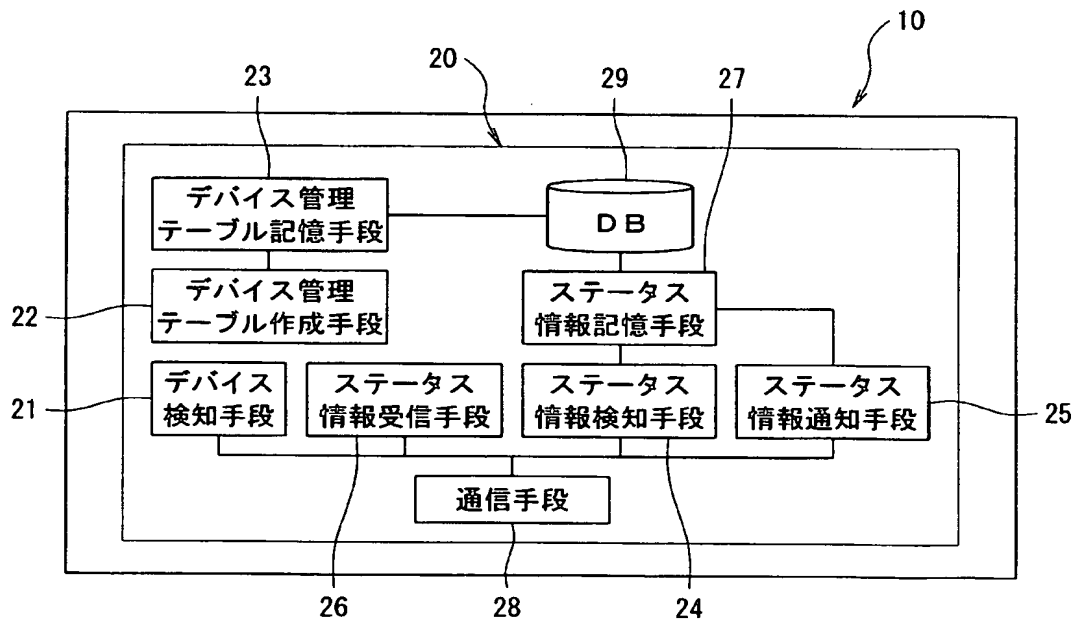 10
20
23
29
27
デバイス管理
テーブル記憶手段
DB
デバイス管理
テーブル作成手段
22
ステータス
情報記憶手段
デバイス
検知手段
21
ステータス
情報受信手段
ステータス
情報検知手段
ステータス
情報通知手段
25
通信手段
26
28
24